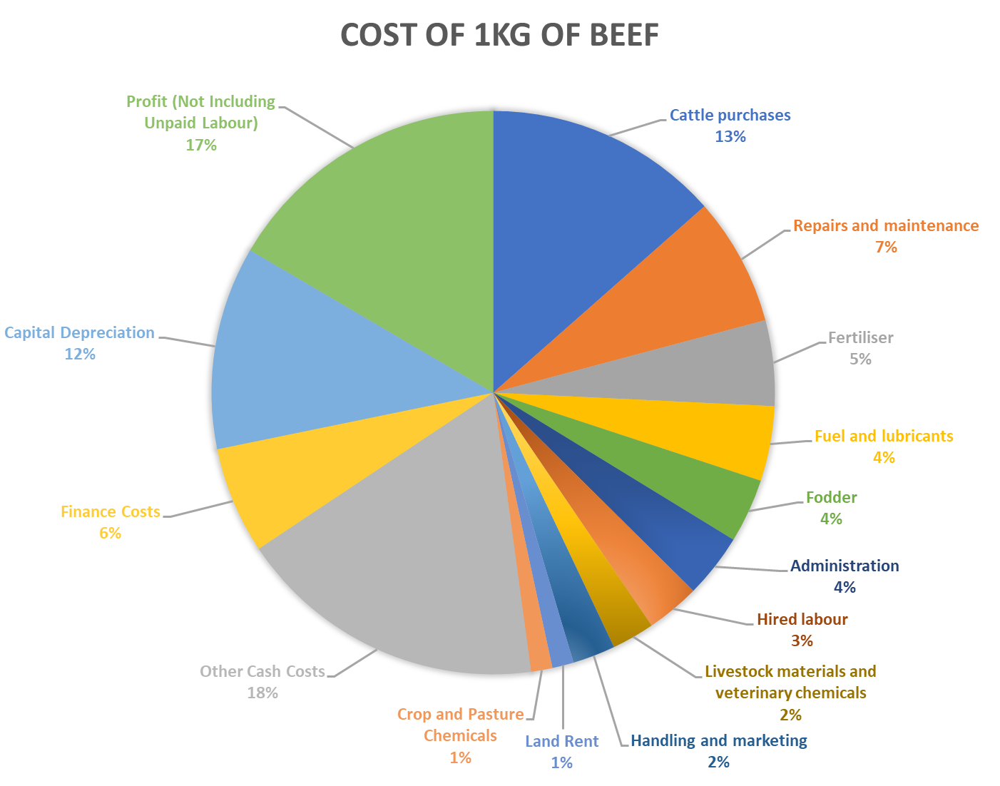 COST OF 1KG OF BEEF
Profit (Not Including
Unpaid Labour)
17%
Cattle purchases
13%
Repairs and maintenance
7%
Fertiliser
5%
Fuel and lubricants
4%
Fodder
4%
Administration
4%
Hired labour
3%
Livestock materials and
veterinary chemicals
2%
Handling and marketing
2%
Land Rent
1%
Crop and Pasture
Chemicals
1%
Other Cash Costs
18%
Finance Costs
6%
Capital Depreciation
12%